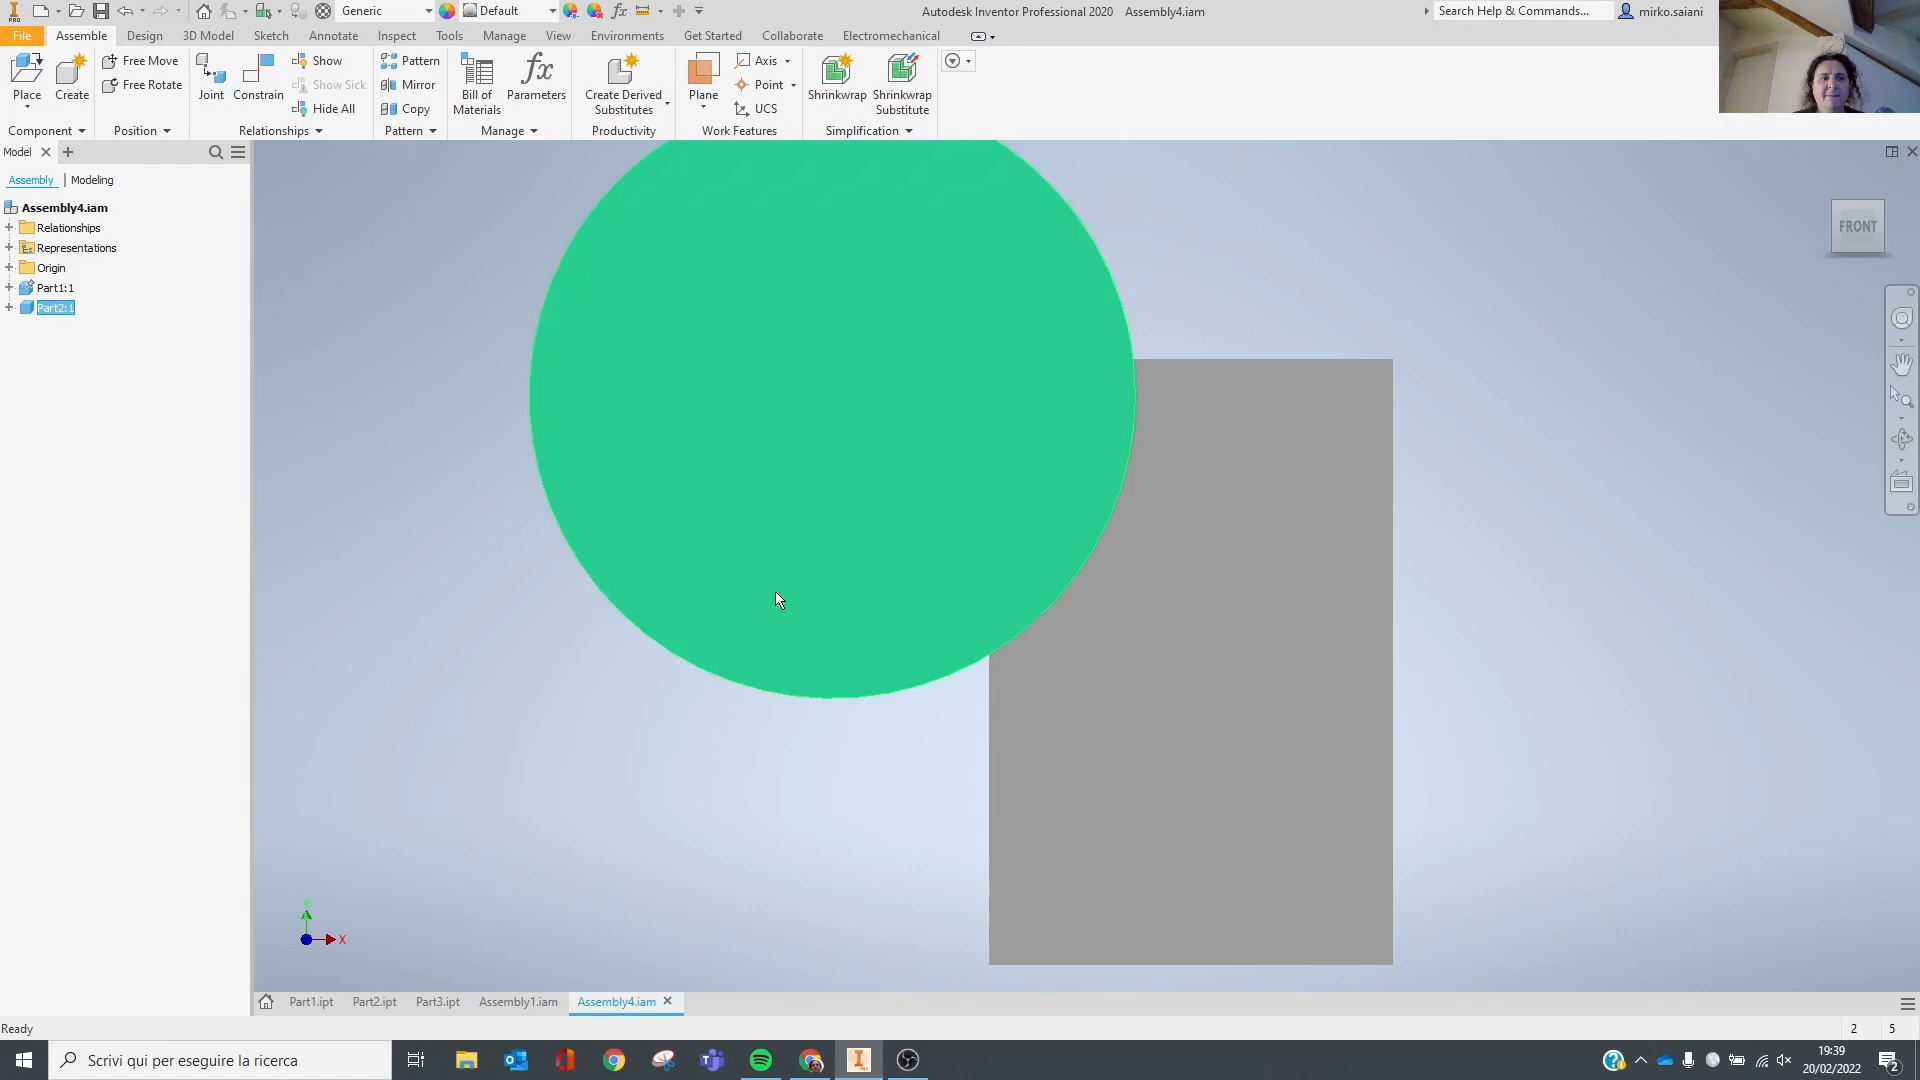 Generic
Default
Autodesk Inventor Professional 2020 Assembly4.iam
Search Help & Commands...
mirko.saiani
File Assemble Design 3D Model Sketch Annotate Inspect Tools Manage View Environments Get Started Collaborate Electromechanical
Place
Create
Free Move
Free Rotate
Joint
Constrain
Show
Show Sick
Hide All
Pattern
Mirror
Copy
Bill of
Materials
Parameters
Create Derived
Substitutes
Plane
Axis
Point
UCS
Shrinkwrap
Shrinkwrap
Substitute
Component Position Relationships Pattern Manage Productivity Work Features Simplification
Model
Assembly Modeling
Assembly4.iam
Relationships
Representations
Origin
Part1:1
Part2:1
FRONT
Y
X
Part1.ipt Part2.ipt Part3.ipt Assembly1.iam Assembly4.iam
Ready
2 5
Scrivi qui per eseguire la ricerca
19:39
20/02/2022
2